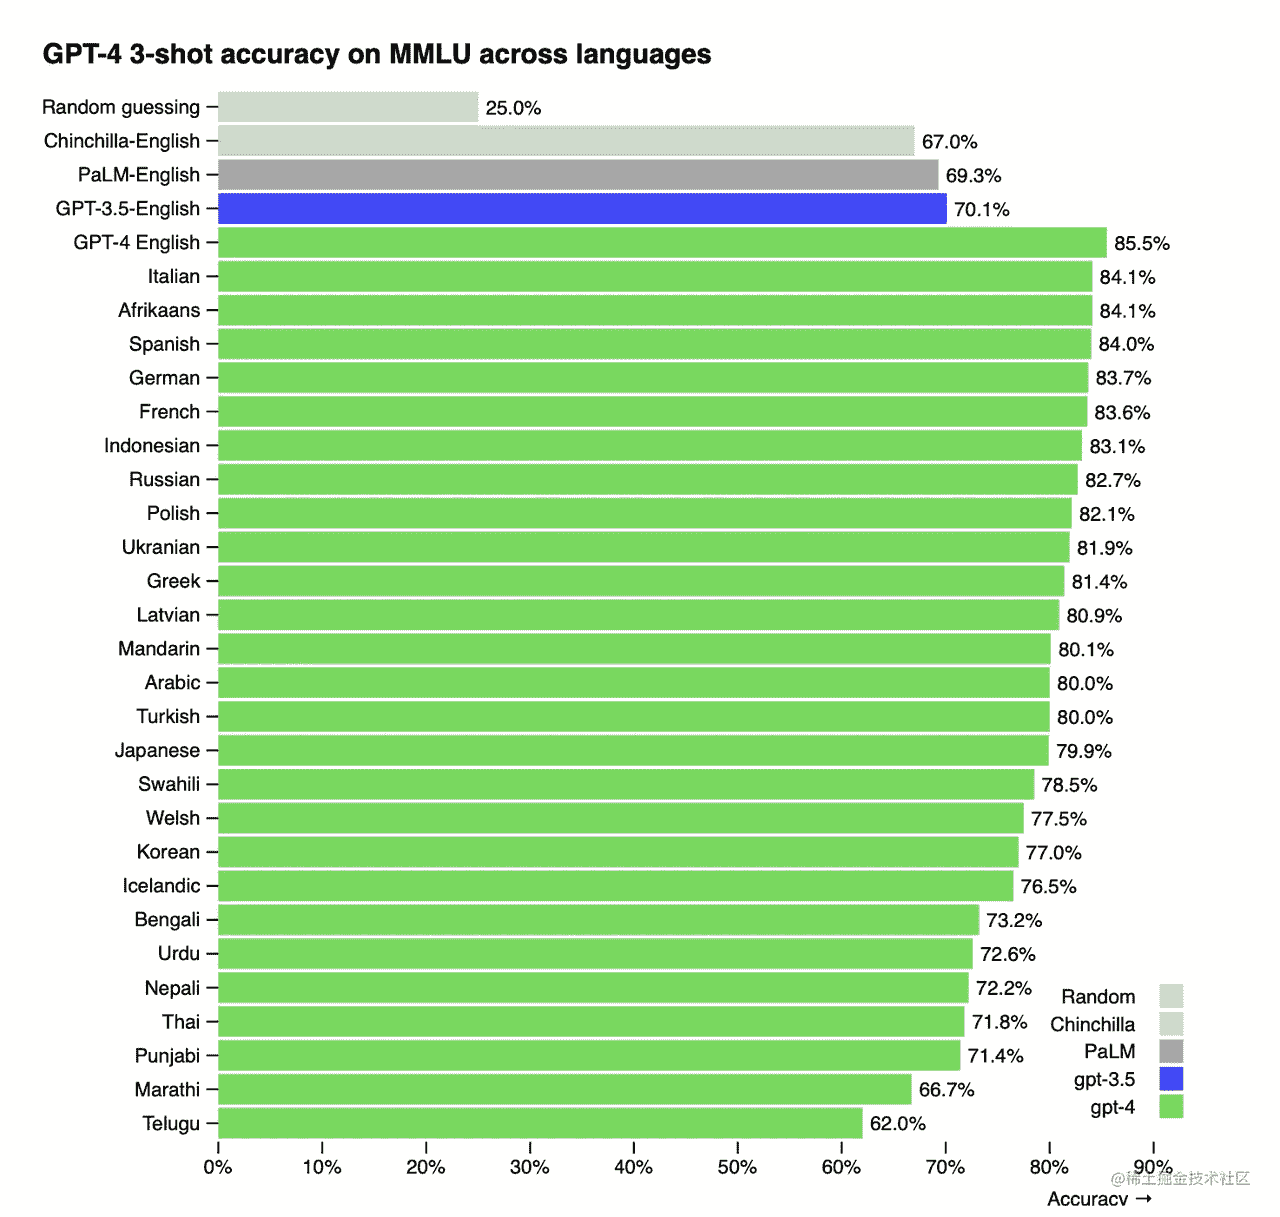 GPT-4 3-shot accuracy on MMLU across languages
Random guessing 25.0%
Chinchilla-English 67.0%
PaLM-English 69.3%
GPT-3.5-English 70.1%
GPT-4 English 85.5%
Italian 84.1%
Afrikaans 84.1%
Spanish 84.0%
German 83.7%
French 83.6%
Indonesian 83.1%
Russian 82.7%
Polish 82.1%
Ukranian 81.9%
Greek 81.4%
Latvian 80.9%
Mandarin 80.1%
Arabic 80.0%
Turkish 80.0%
Japanese 79.9%
Swahili 78.5%
Welsh 77.5%
Korean 77.0%
Icelandic 76.5%
Bengali 73.2%
Urdu 72.6%
Nepali 72.2%
Thai 71.8%
Punjabi 71.4%
Marathi 66.7%
Telugu 62.0%
Random
Chinchilla
PaLM
gpt-3.5
gpt-4
0% 10% 20% 30% 40% 50% 60% 70% 80% 90%
@稀土掘金技术社区
Accuracy →